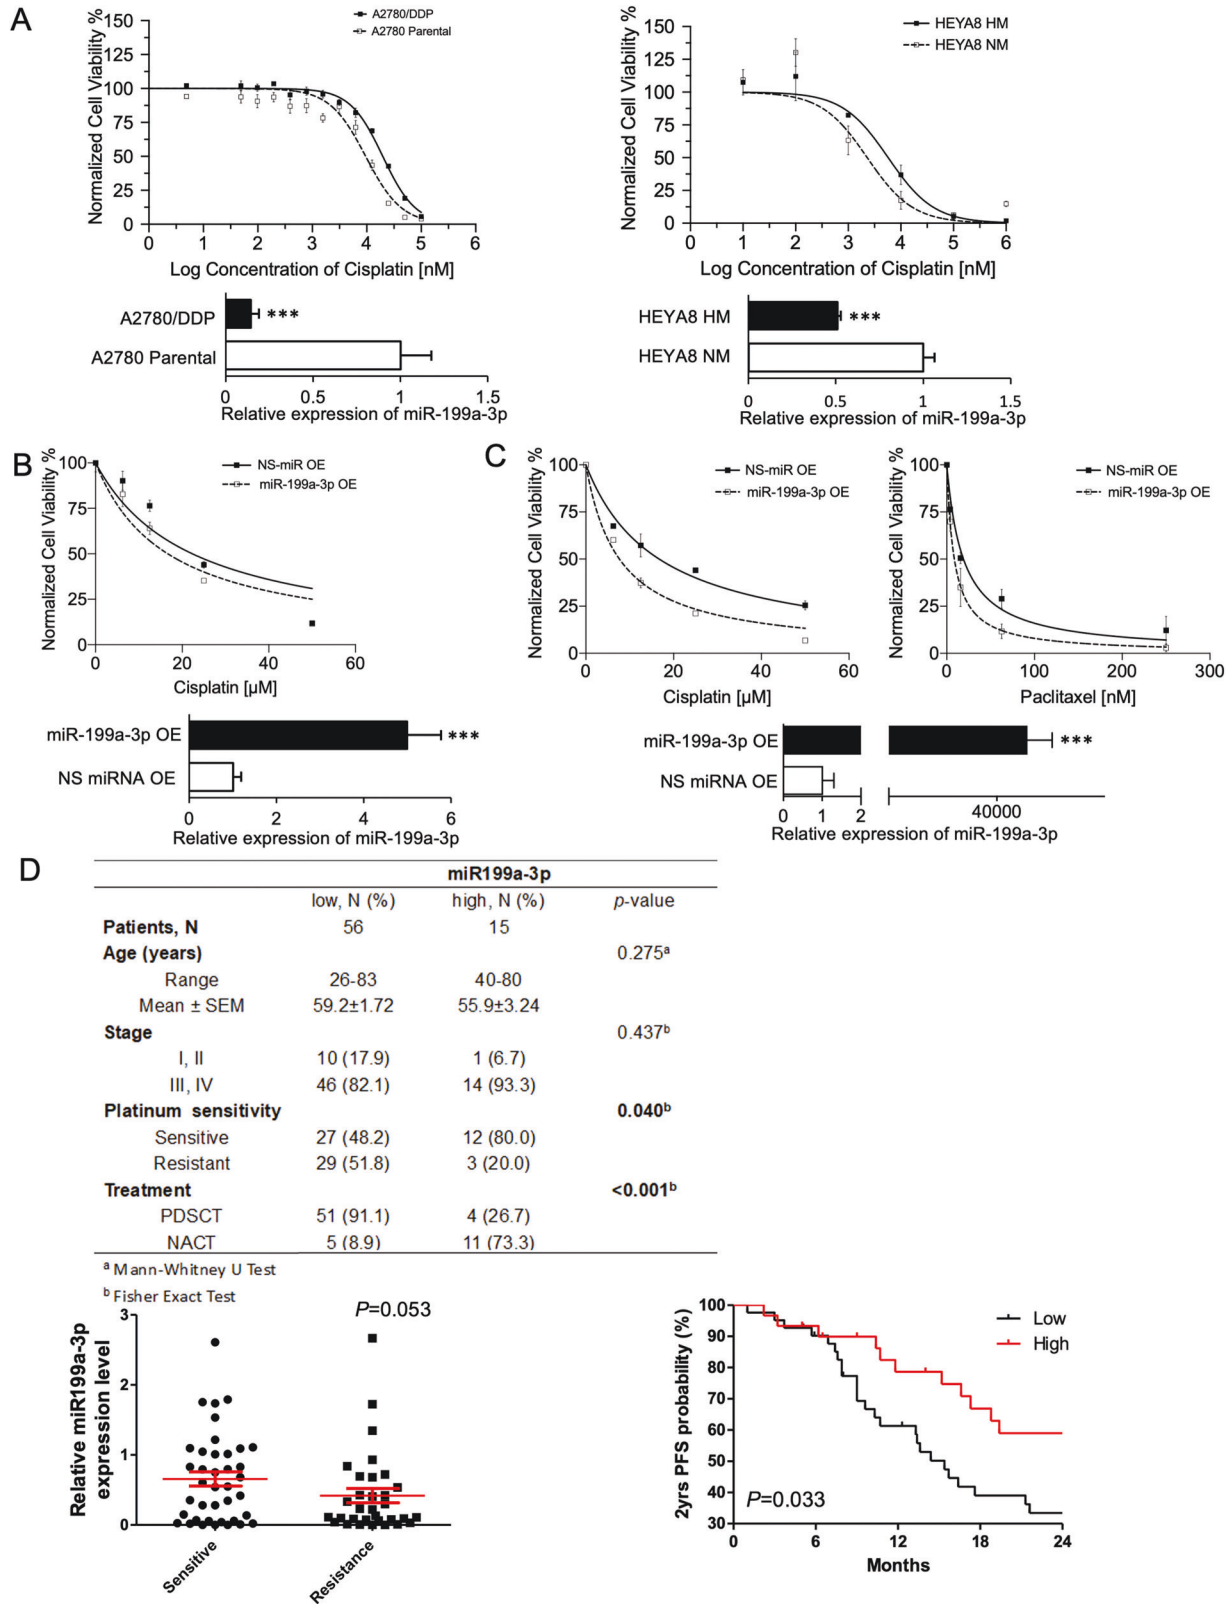 A
A2780/DDP
A2780 Parental
Normalized Cell Viability %
150
125
100
75
50
25
0
0 1 2 3 4 5 6
Log Concentration of Cisplatin [nM]
A2780/DDP
***
A2780 Parental
0 0.5 1 1.5
Relative expression of miR-199a-3p
HEYA8 HM
HEYA8 NM
Normalized Cell Viability %
150
125
100
75
50
25
0
0 1 2 3 4 5 6
Log Concentration of Cisplatin [nM]
HEYA8 HM
***
HEYA8 NM
0 0.5 1 1.5
Relative expression of miR-199a-3p
B
NS-miR OE
miR-199a-3p OE
Normalized Cell Viability %
100
75
50
25
0
0 20 40 60
Cisplatin [µM]
miR-199a-3p OE
***
NS miRNA OE
0 2 4 6
Relative expression of miR-199a-3p
C
NS-miR OE
miR-199a-3p OE
Normalized Cell Viability %
100
75
50
25
0
0 20 40 60
Cisplatin [µM]
NS-miR OE
miR-199a-3p OE
Normalized Cell Viability %
100
75
50
25
0
0 100 200 300
Paclitaxel [nM]
miR-199a-3p OE
***
NS miRNA OE
0 1 2 40000
Relative expression of miR-199a-3p
D
miR199a-3p
low, N (%) high, N (%) p-value
Patients, N 56 15
Age (years) 0.275ᵃ
Range 26-83 40-80
Mean ± SEM 59.2±1.72 55.9±3.24
Stage 0.437ᵇ
I, II 10 (17.9) 1 (6.7)
III, IV 46 (82.1) 14 (93.3)
Platinum sensitivity 0.040ᵇ
Sensitive 27 (48.2) 12 (80.0)
Resistant 29 (51.8) 3 (20.0)
Treatment <0.001ᵇ
PDSCT 51 (91.1) 4 (26.7)
NACT 5 (8.9) 11 (73.3)
ᵃ Mann-Whitney U Test
ᵇ Fisher Exact Test
P=0.053
Relative miR199a-3p
expression level
3
2
1
0
Sensitive
Resistance
Low
High
2yrs PFS probability (%)
100
90
80
70
60
50
40
30
P=0.033
0 6 12 18 24
Months